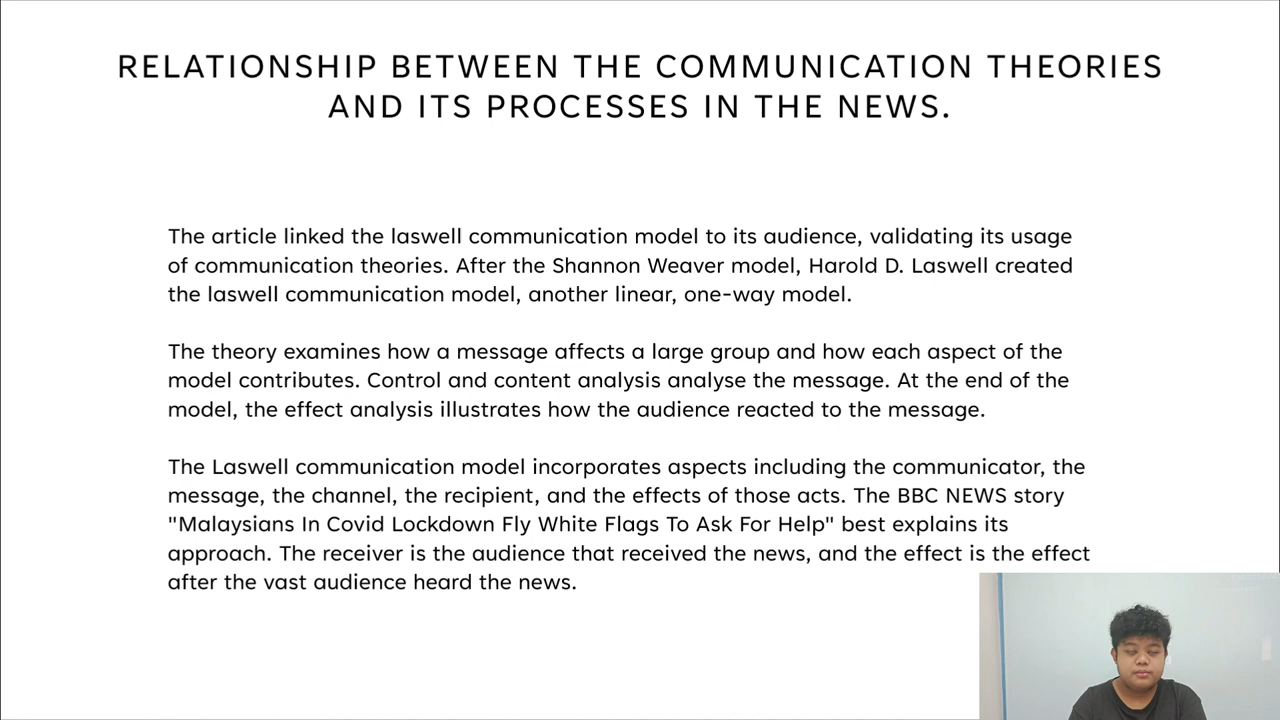 RELATIONSHIP BETWEEN THE COMMUNICATION THEORIES
AND ITS PROCESSES IN THE NEWS.
The article linked the laswell communication model to its audience, validating its usage
of communication theories. After the Shannon Weaver model, Harold D. Laswell created
the laswell communication model, another linear, one-way model.
The theory examines how a message affects a large group and how each aspect of the
model contributes. Control and content analysis analyse the message. At the end of the
model, the effect analysis illustrates how the audience reacted to the message.
The Laswell communication model incorporates aspects including the communicator, the
message, the channel, the recipient, and the effects of those acts. The BBC NEWS story
"Malaysians In Covid Lockdown Fly White Flags To Ask For Help" best explains its
approach. The receiver is the audience that received the news, and the effect is the effect
after the vast audience heard the news.